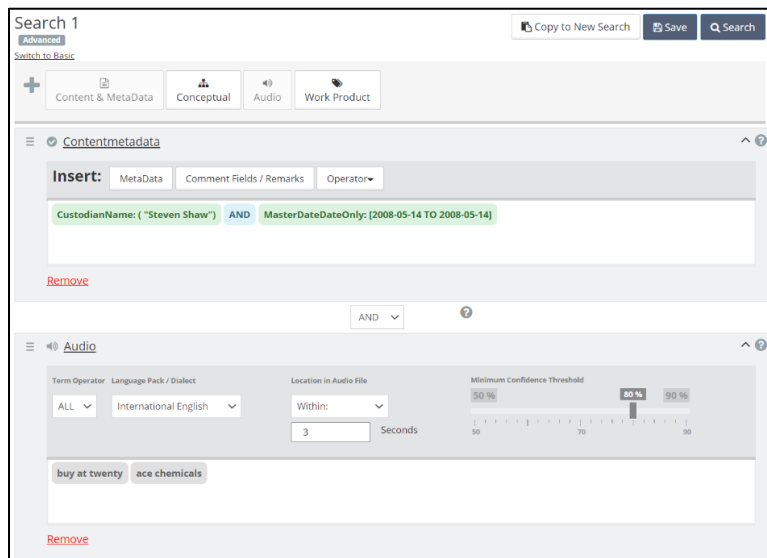 Search 1
Copy to New Search Save Search
Advanced
Switch to Basic
Content & MetaData Conceptual Audio Work Product
Contentmetadata
Insert: MetaData Comment Fields / Remarks Operator
CustodianName: ( "Steven Shaw") AND MasterDateDateOnly: [2008-05-14 TO 2008-05-14]
Remove
AND
Audio
Term Operator Language Pack / Dialect Location in Audio File Minimum Confidence Threshold
50 % 80 % 90 %
ALL International English Within:
3 Seconds
50 70 90
buy at twenty ace chemicals
Remove